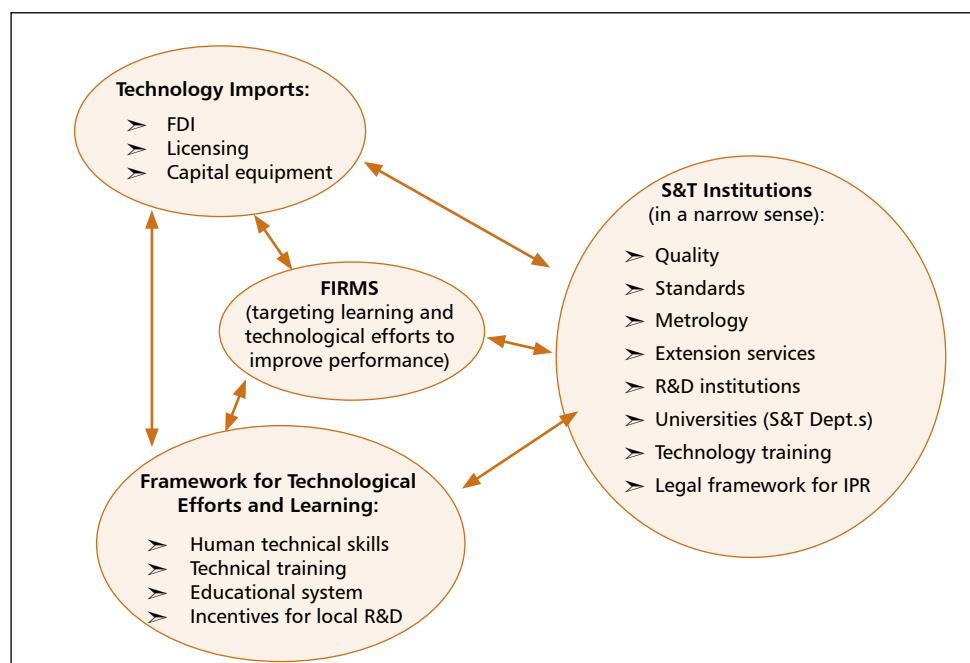 Technology Imports:
➢ FDI
➢ Licensing
➢ Capital equipment
FIRMS
(targeting learning and
technological efforts to
improve performance)
Framework for Technological
Efforts and Learning:
➢ Human technical skills
➢ Technical training
➢ Educational system
➢ Incentives for local R&D
S&T Institutions
(in a narrow sense):
➢ Quality
➢ Standards
➢ Metrology
➢ Extension services
➢ R&D institutions
➢ Universities (S&T Dept.s)
➢ Technology training
➢ Legal framework for IPR